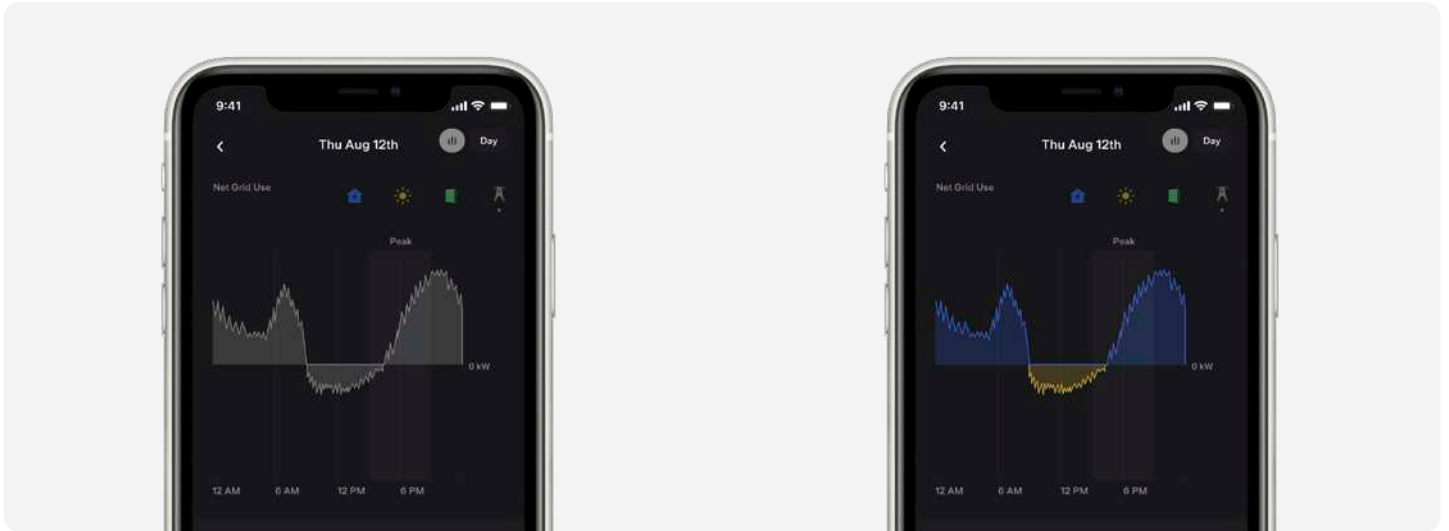 9:41
Thu Aug 12th
Day
Net Grid Use
Peak
0 kW
12 AM 6 AM 12 PM 6 PM
9:41
Thu Aug 12th
Day
Net Grid Use
Peak
0 kW
12 AM 6 AM 12 PM 6 PM